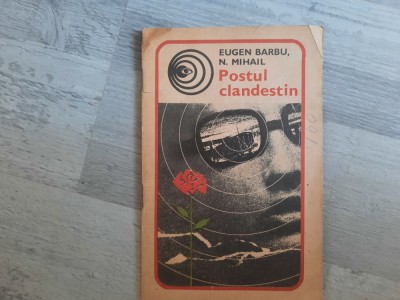 EUGEN BARBU,
N. MIHAIL
Postul
clandestin